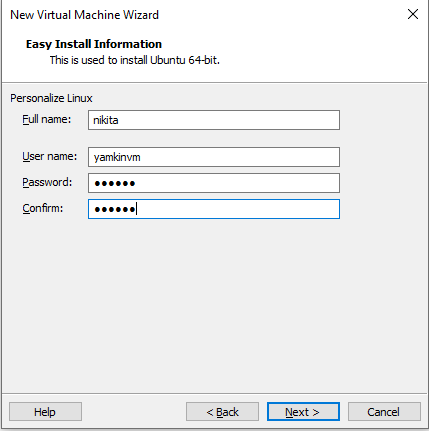 New Virtual Machine Wizard
Easy Install Information
This is used to install Ubuntu 64-bit.
Personalize Linux
Full name: nikita
User name: yamkinvm
Password: ●●●●●●
Confirm: ●●●●●●
Help < Back Next > Cancel